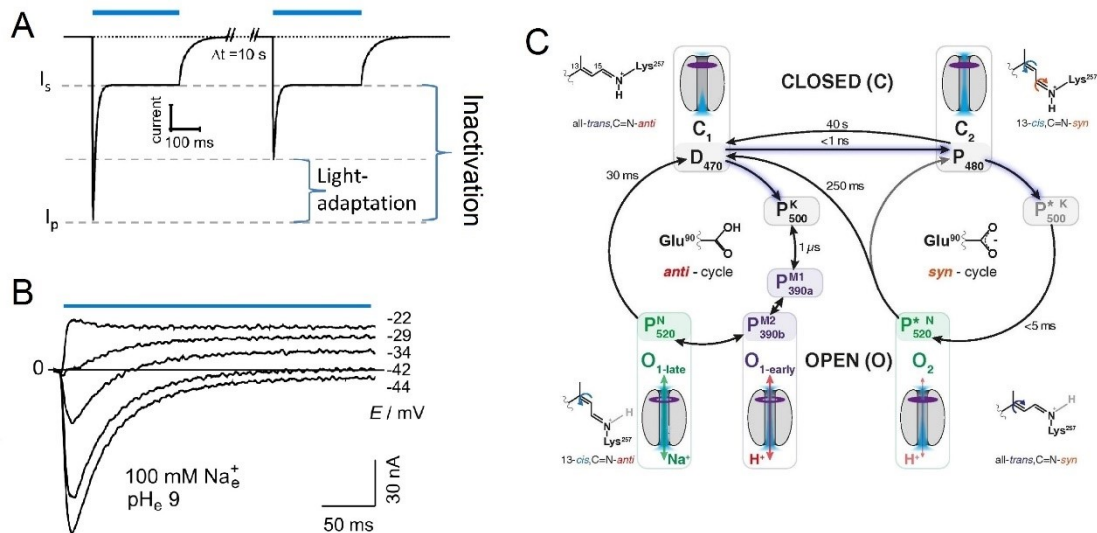 A
Δt =10 s
Is
current
100 ms
Light-
adaptation
Inactivation
Ip
B
-22
-29
-34
0
-42
-44
E / mV
100 mM Na+e
pHe 9
30 nA
50 ms
C
13
15
Lys257
N
H
all-trans,C=N-anti
CLOSED (C)
C1
C2
Lys257
N
H
13-cis,C=N-syn
40 s
<1 ns
D470
P480
30 ms
250 ms
PK500
P* K500
Glu90
O
OH
anti - cycle
1 µs
Glu90
O
O-
syn - cycle
PM1390a
PN520
PM2390b
P* N520
<5 ms
O1-late
O1-early
OPEN (O)
O2
H
N
Lys257
13-cis,C=N-anti
Na+
H+
H+
H
N
Lys257
all-trans,C=N-syn